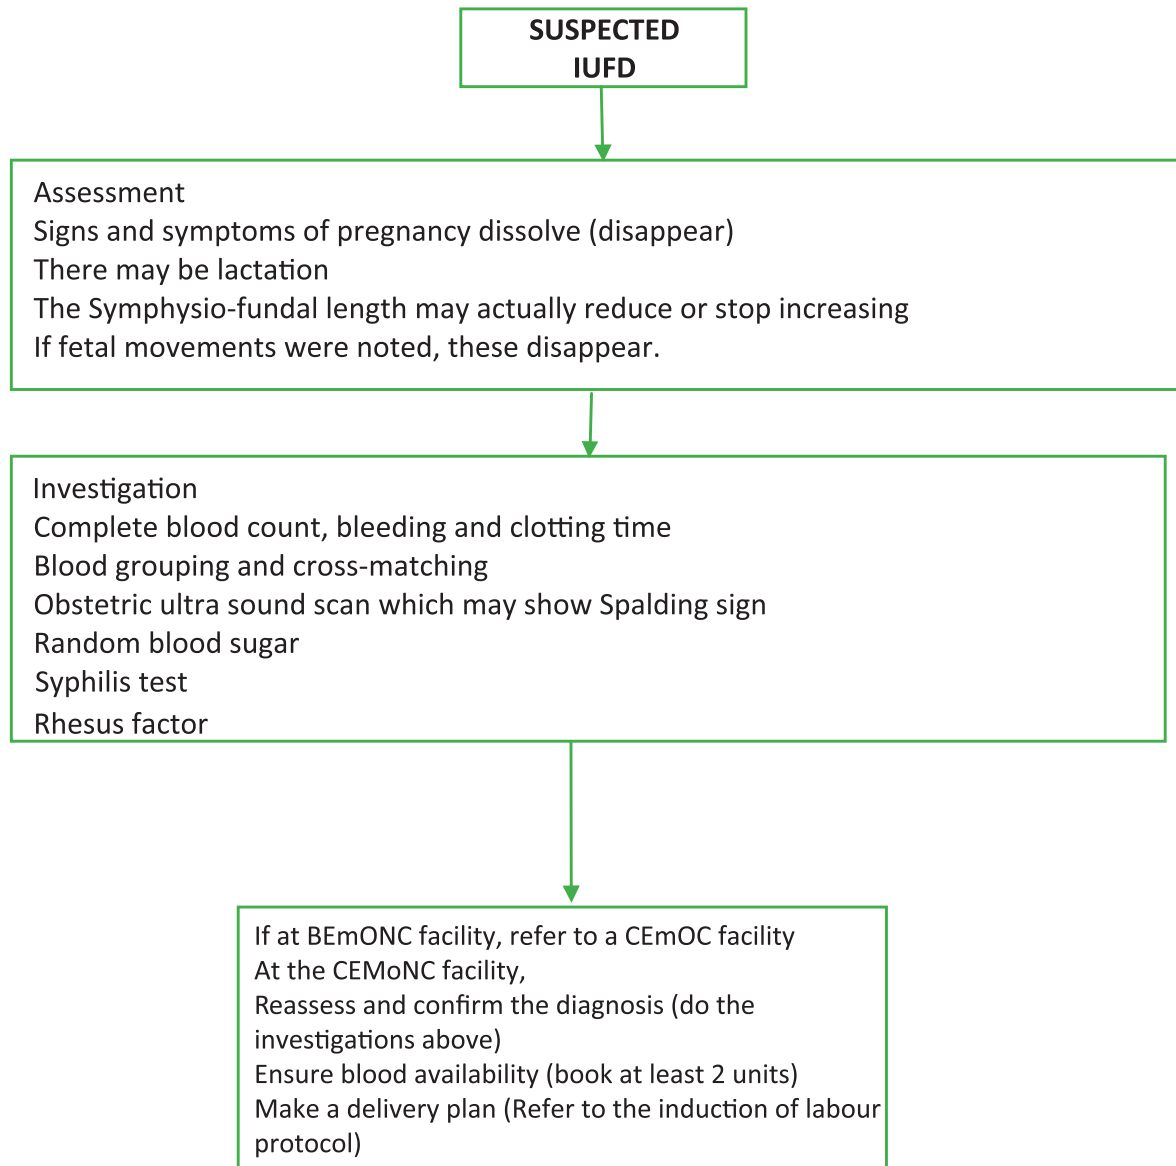 SUSPECTED
IUFD
Assessment
Signs and symptoms of pregnancy dissolve (disappear)
There may be lactation
The Symphysio-fundal length may actually reduce or stop increasing
If fetal movements were noted, these disappear.
Investigation
Complete blood count, bleeding and clotting time
Blood grouping and cross-matching
Obstetric ultra sound scan which may show Spalding sign
Random blood sugar
Syphilis test
Rhesus factor
If at BEmONC facility, refer to a CEmOC facility
At the CEMoNC facility,
Reassess and confirm the diagnosis (do the
investigations above)
Ensure blood availability (book at least 2 units)
Make a delivery plan (Refer to the induction of labour
protocol)